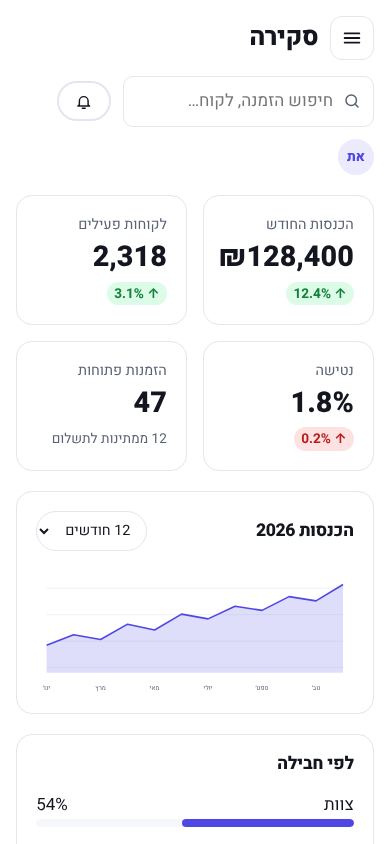 סקירה
חיפוש הזמנה, לקוח...
את
הכנסות החודש
₪128,400
↑ 12.4%
לקוחות פעילים
2,318
↑ 3.1%
נטישה
1.8%
↑ 0.2%
הזמנות פתוחות
47
12 ממתינות לתשלום
הכנסות 2026
12 חודשים
ינו׳ מרץ מאי יולי ספט׳ נוב׳
לפי חבילה
צוות 54%